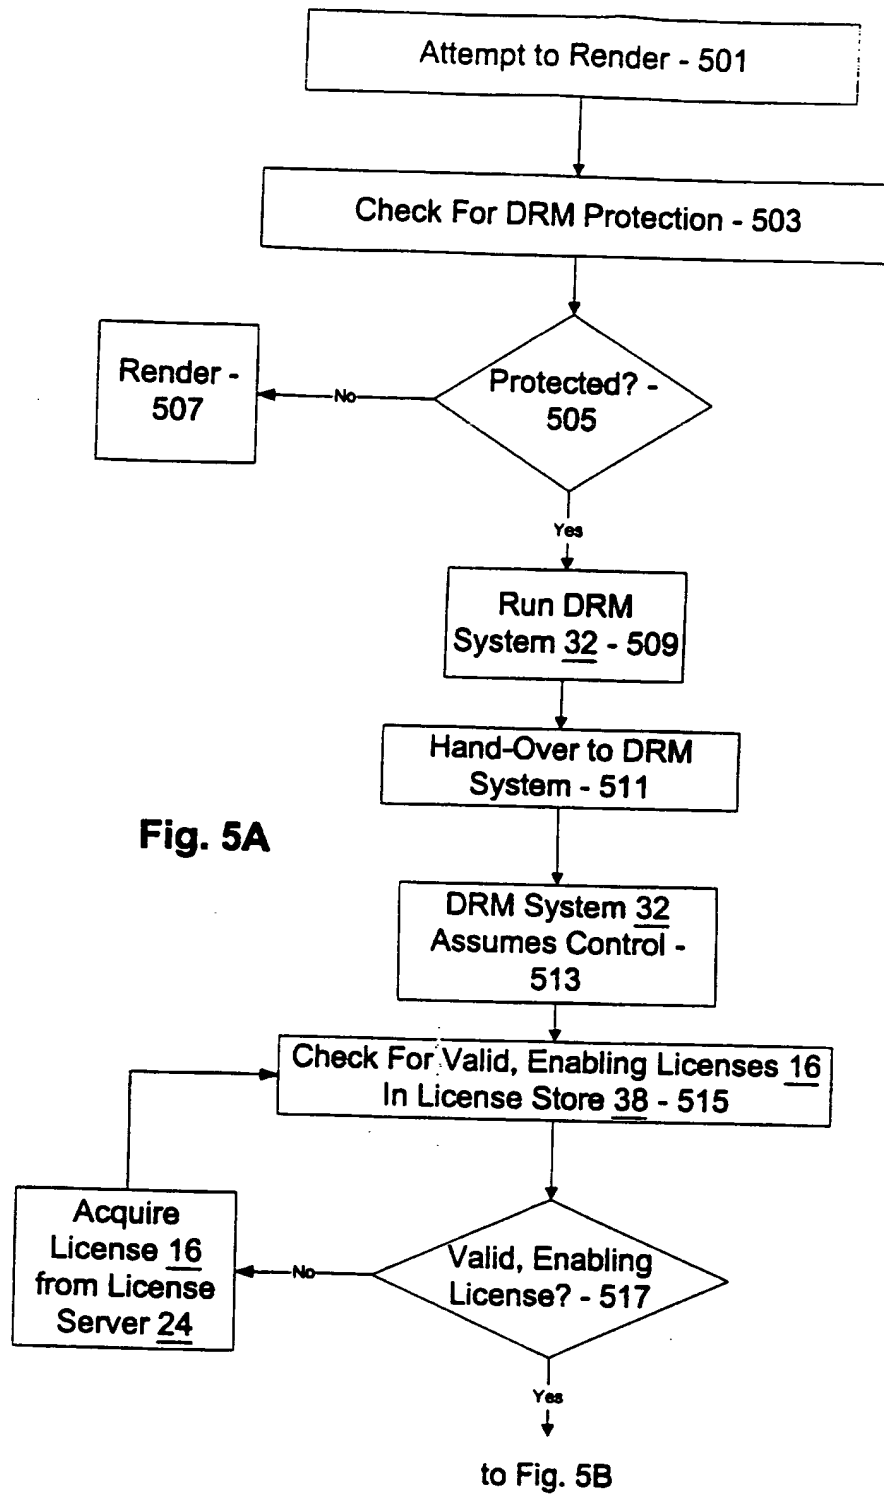 Attempt to Render - 501
Check For DRM Protection - 503
Render -
507
No
Protected? -
505
Yes
Run DRM
System 32 - 509
Hand-Over to DRM
System - 511
Fig. 5A
DRM System 32
Assumes Control -
513
Check For Valid, Enabling Licenses 16
In License Store 38 - 515
Acquire
License 16
from License
Server 24
No
Valid, Enabling
License? - 517
Yes
to Fig. 5B